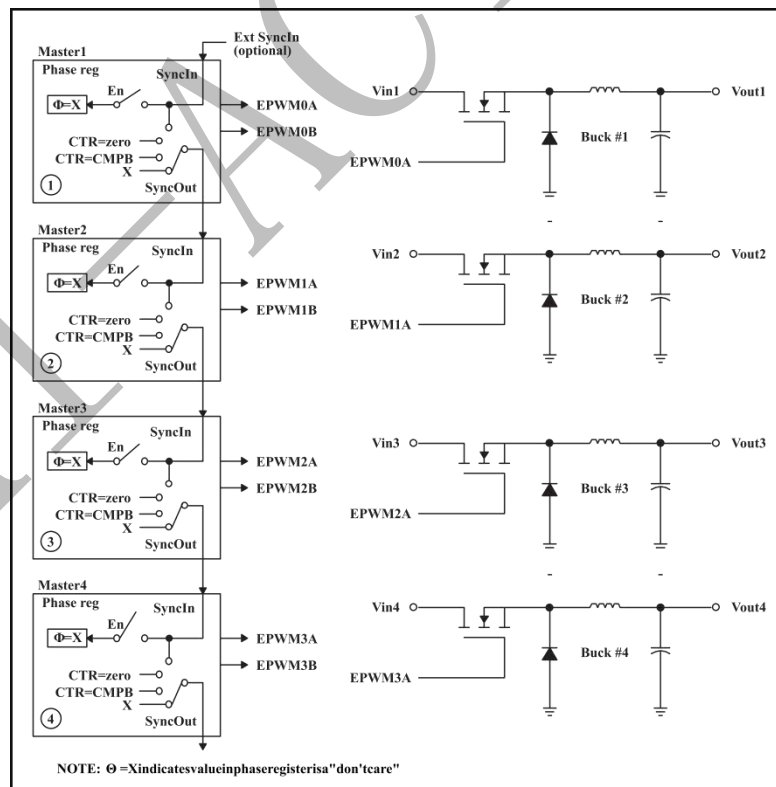 Ext SyncIn
(optional)
Master1
Phase reg
SyncIn
En
Φ=X
EPWM0A
EPWM0B
CTR=zero
CTR=CMPB
X
SyncOut
1
Vin1
Vout1
Buck #1
EPWM0A
Master2
Phase reg
SyncIn
En
Φ=X
EPWM1A
EPWM1B
CTR=zero
CTR=CMPB
X
SyncOut
2
Vin2
Vout2
Buck #2
EPWM1A
Master3
Phase reg
SyncIn
En
Φ=X
EPWM2A
EPWM2B
CTR=zero
CTR=CMPB
X
SyncOut
3
Vin3
Vout3
Buck #3
EPWM2A
Master4
Phase reg
SyncIn
En
Φ=X
EPWM3A
EPWM3B
CTR=zero
CTR=CMPB
X
SyncOut
4
Vin4
Vout4
Buck #4
EPWM3A
NOTE: Θ =Xindicatesvalueinphaseregisterisa"don'tcare"